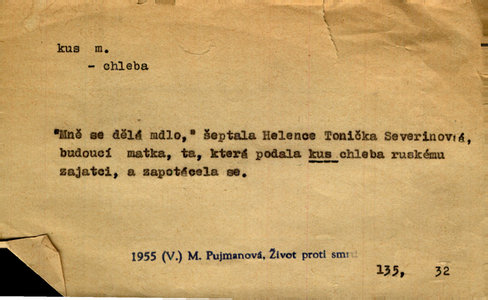 kus m.
- chleba
"Mně se dělá mdlo," šeptala Helence Tonička Severinová,
budoucí matka, ta, která podala kus chleba ruskému
zajatci, a zapotácela se.
1955 (V.) M. Pujmanová, Život proti smrti
135, 32